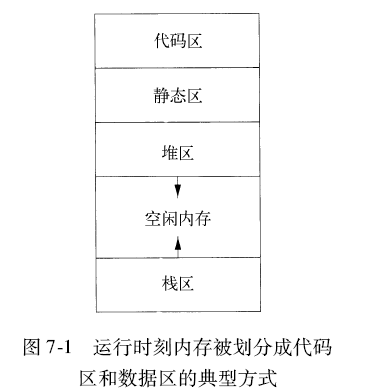 代码区
静态区
堆区
空闲内存
栈区
图 7-1 运行时刻内存被划分成代码
区和数据区的典型方式